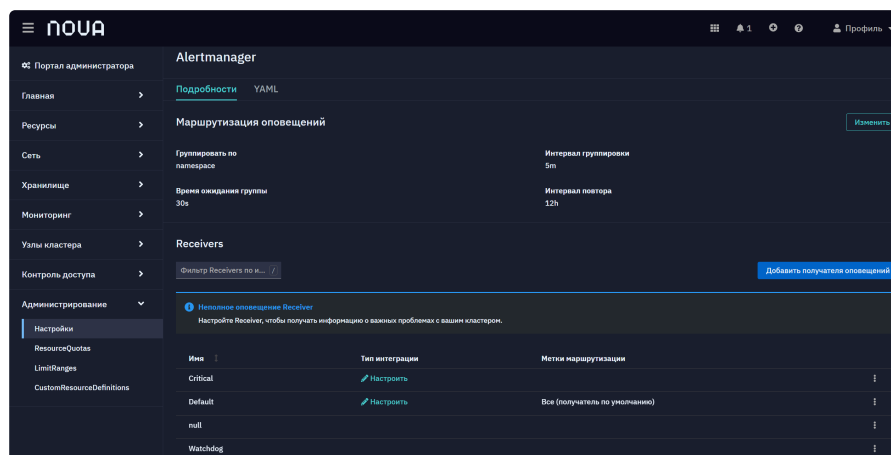 NOVA
1
Профиль
Портал администратора
Главная
Ресурсы
Сеть
Хранилище
Мониторинг
Узлы кластера
Контроль доступа
Администрирование
Настройки
ResourceQuotas
LimitRanges
CustomResourceDefinitions
Alertmanager
Подробности YAML
Маршрутизация оповещений
Изменить
Группировать по
namespace
Интервал группировки
5m
Время ожидания группы
30s
Интервал повтора
12h
Receivers
Фильтр Receivers по и... /
Добавить получателя оповещений
Неполное оповещение Receiver
Настройте Receiver, чтобы получать информацию о важных проблемах с вашим кластером.
Имя Тип интеграции Метки маршрутизации
Critical Настроить
Default Настроить Все (получатель по умолчанию)
null
Watchdog